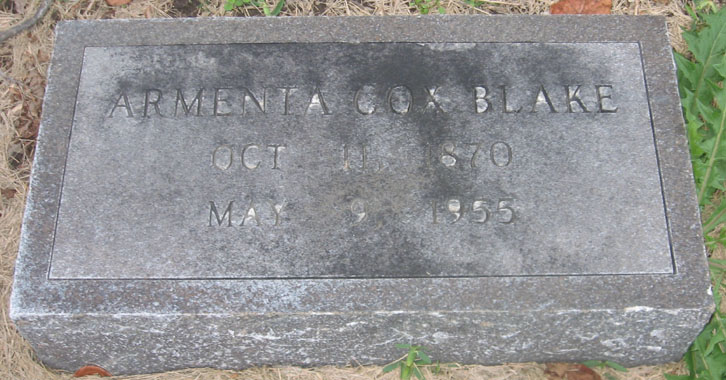 ARMENTA COX BLAKE
OCT 11, 1870
MAY 9 1955